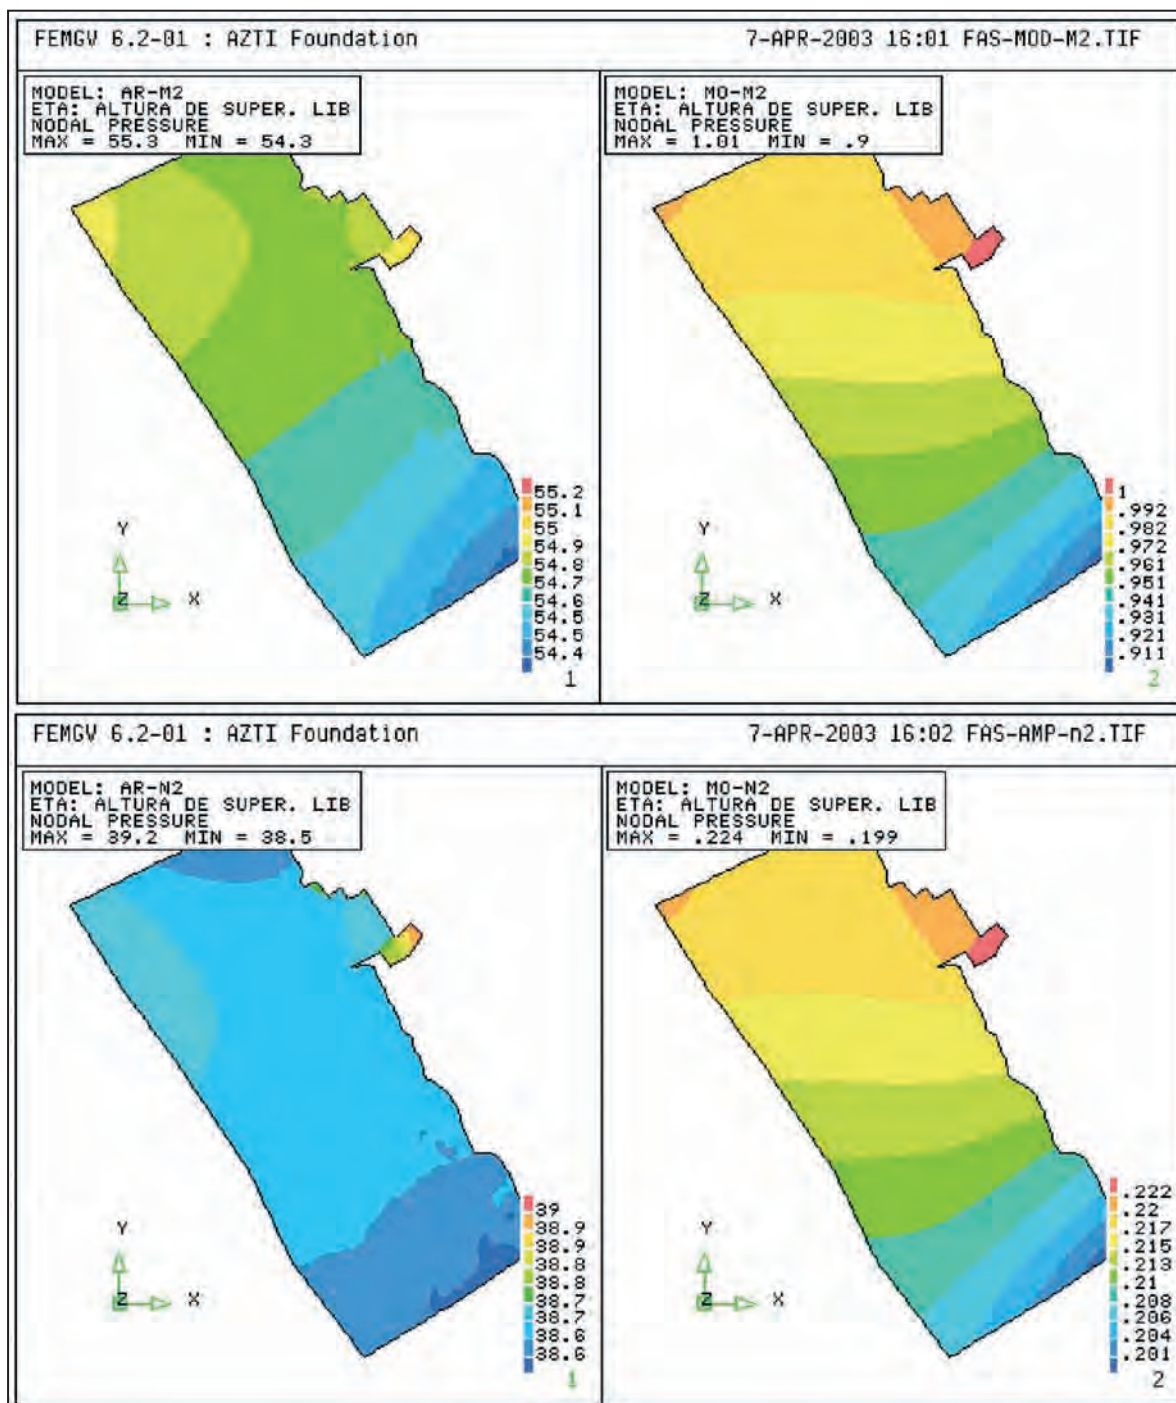 FEMGV 6.2-01 : AZTI Foundation
7-APR-2003 16:01 FAS-MOD-M2.TIF
MODEL: AR-M2
ETA: ALTURA DE SUPER. LIB
NODAL PRESSURE
MAX = 55.3 MIN = 54.3
55.2
55.1
55
54.9
54.8
54.7
54.6
54.5
54.4
Y
Z X
1
MODEL: MO-M2
ETA: ALTURA DE SUPER. LIB
NODAL PRESSURE
MAX = 1.01 MIN = .9
1
.992
.982
.972
.961
.951
.941
.931
.921
.911
Y
Z X
2
FEMGV 6.2-01 : AZTI Foundation
7-APR-2003 16:02 FAS-AMP-n2.TIF
MODEL: AR-N2
ETA: ALTURA DE SUPER. LIB
NODAL PRESSURE
MAX = 39.2 MIN = 38.5
39
38.9
38.9
38.8
38.8
38.7
38.7
38.6
38.6
Y
Z X
1
MODEL: MO-N2
ETA: ALTURA DE SUPER. LIB
NODAL PRESSURE
MAX = .224 MIN = .199
.222
.22
.217
.215
.213
.21
.208
.206
.204
.201
Y
Z X
2